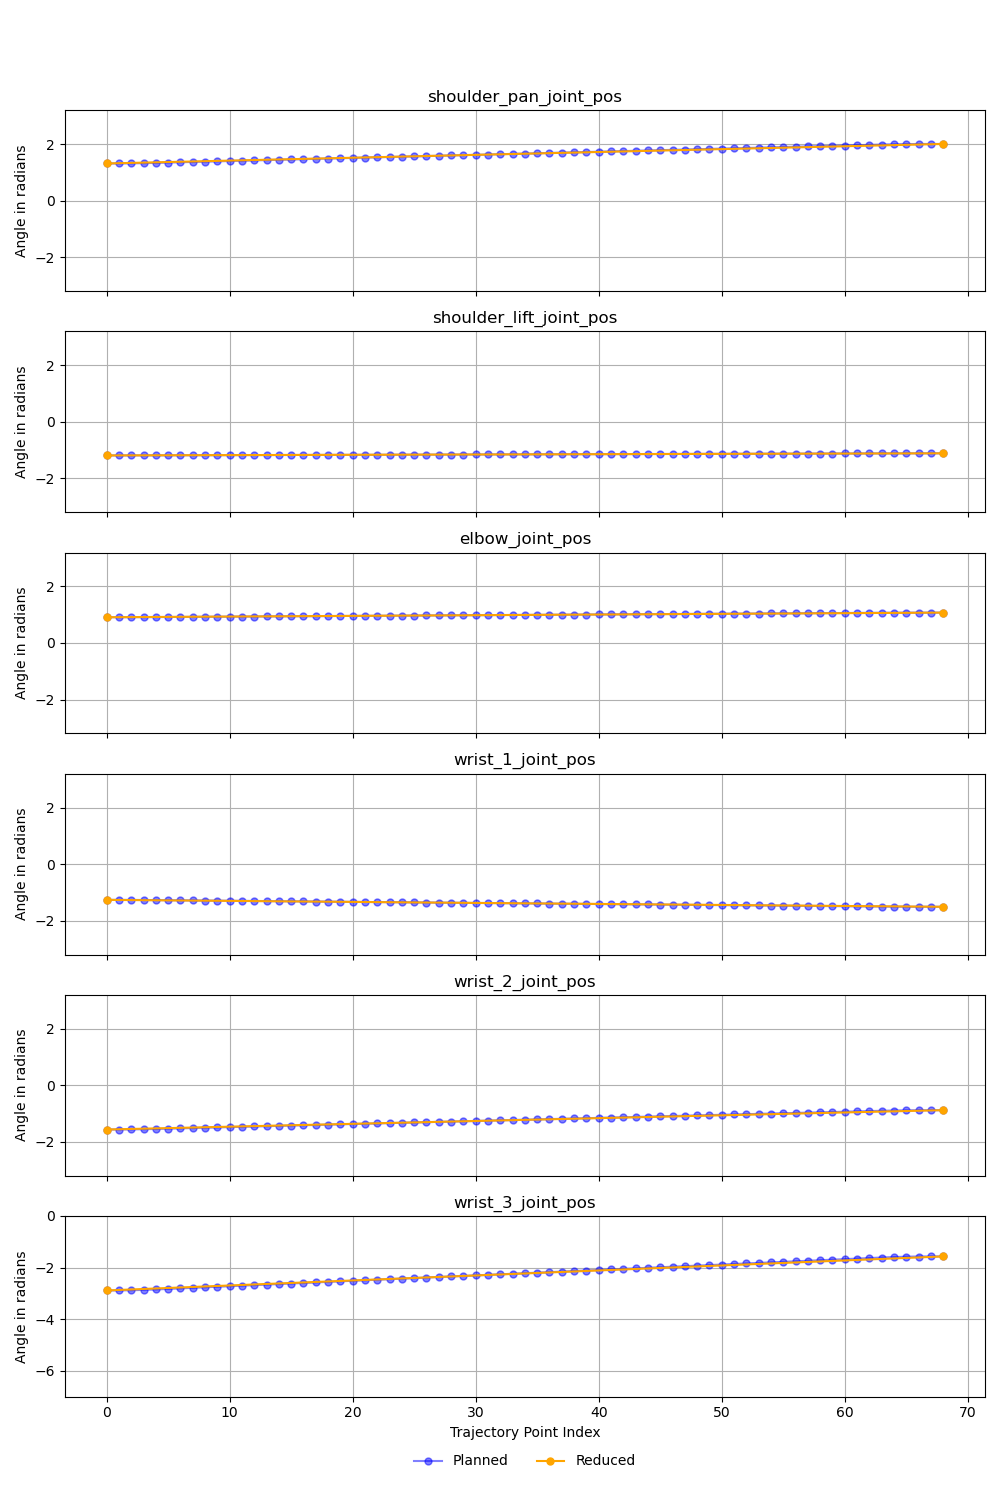 shoulder_pan_joint_pos
Angle in radians
2
0
−2
shoulder_lift_joint_pos
Angle in radians
2
0
−2
elbow_joint_pos
Angle in radians
2
0
−2
wrist_1_joint_pos
Angle in radians
2
0
−2
wrist_2_joint_pos
Angle in radians
2
0
−2
wrist_3_joint_pos
Angle in radians
0
−2
−4
−6
0 10 20 30 40 50 60 70
Trajectory Point Index
Planned Reduced